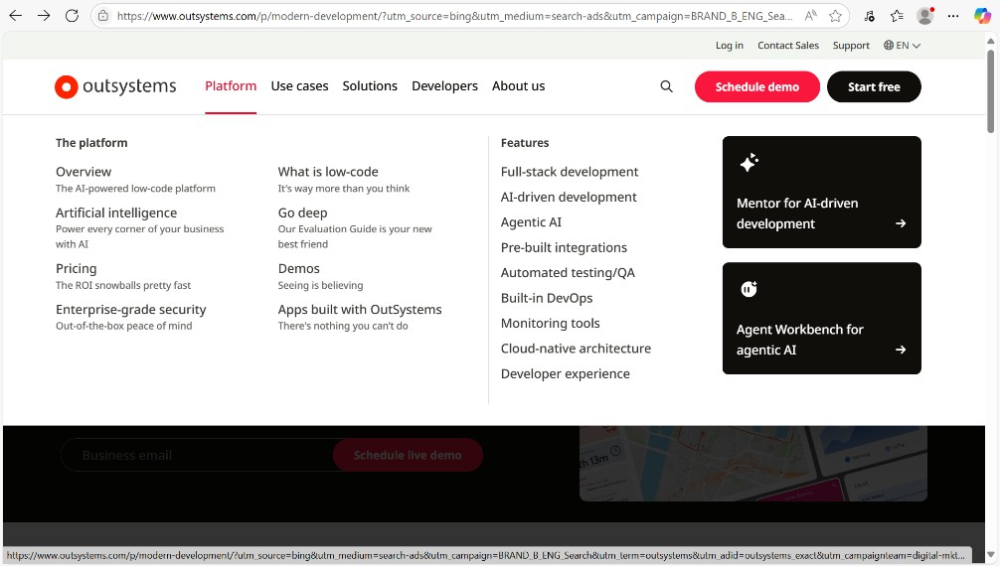 https://www.outsystems.com/p/modern-development/?utm_source=bing&utm_medium=search-ads&utm_campaign=BRAND_B_ENG_Sea...
Log in Contact Sales Support EN
outsystems Platform Use cases Solutions Developers About us Schedule demo Start free
The platform
Overview
The AI-powered low-code platform
Artificial intelligence
Power every corner of your business
with AI
Pricing
The ROI snowballs pretty fast
Enterprise-grade security
Out-of-the-box peace of mind
What is low-code
It's way more than you think
Go deep
Our Evaluation Guide is your new
best friend
Demos
Seeing is believing
Apps built with OutSystems
There's nothing you can't do
Features
Full-stack development
AI-driven development
Agentic AI
Pre-built integrations
Automated testing/QA
Built-in DevOps
Monitoring tools
Cloud-native architecture
Developer experience
Mentor for AI-driven
development
Agent Workbench for
agentic AI
Business email Schedule live demo
2h 13m
https://www.outsystems.com/p/modern-development/?utm_source=bing&utm_medium=search-ads&utm_campaign=BRAND_B_ENG_Search&utm_term=outsystems&utm_adid=outsystems_exact&utm_campaignteam=digital-mkt...